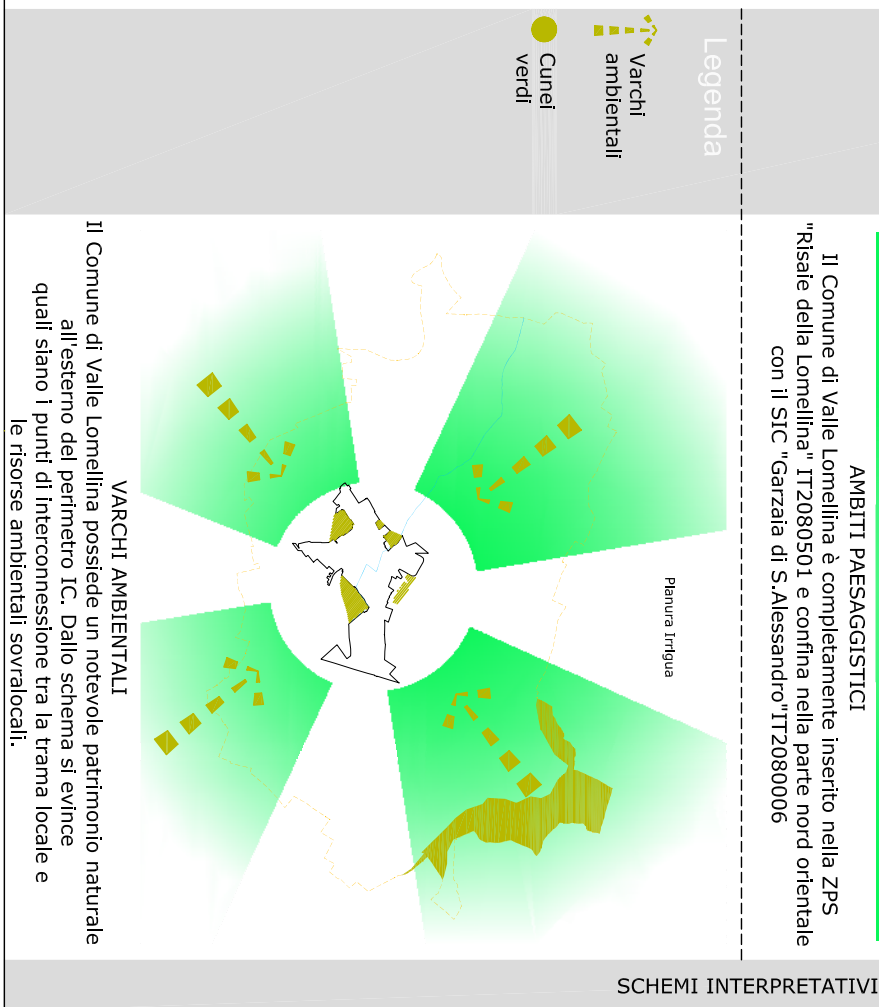 SCHEMI INTERPRETATIVI
AMBITI PAESAGGISTICI
Il Comune di Valle Lomellina è completamente inserito nella ZPS
"Risaie della Lomellina" IT2080501 e confina nella parte nord orientale
con il SIC "Garzaia di S.Alessandro"IT2080006
Legenda
Varchi
ambientali
Cunei
verdi
Planura Irrigua
VARCHI AMBIENTALI
Il Comune di Valle Lomellina possiede un notevole patrimonio naturale
all'esterno del perimetro IC. Dallo schema si evince
quali siano i punti di interconnessione tra la trama locale e
le risorse ambientali sovralocali.